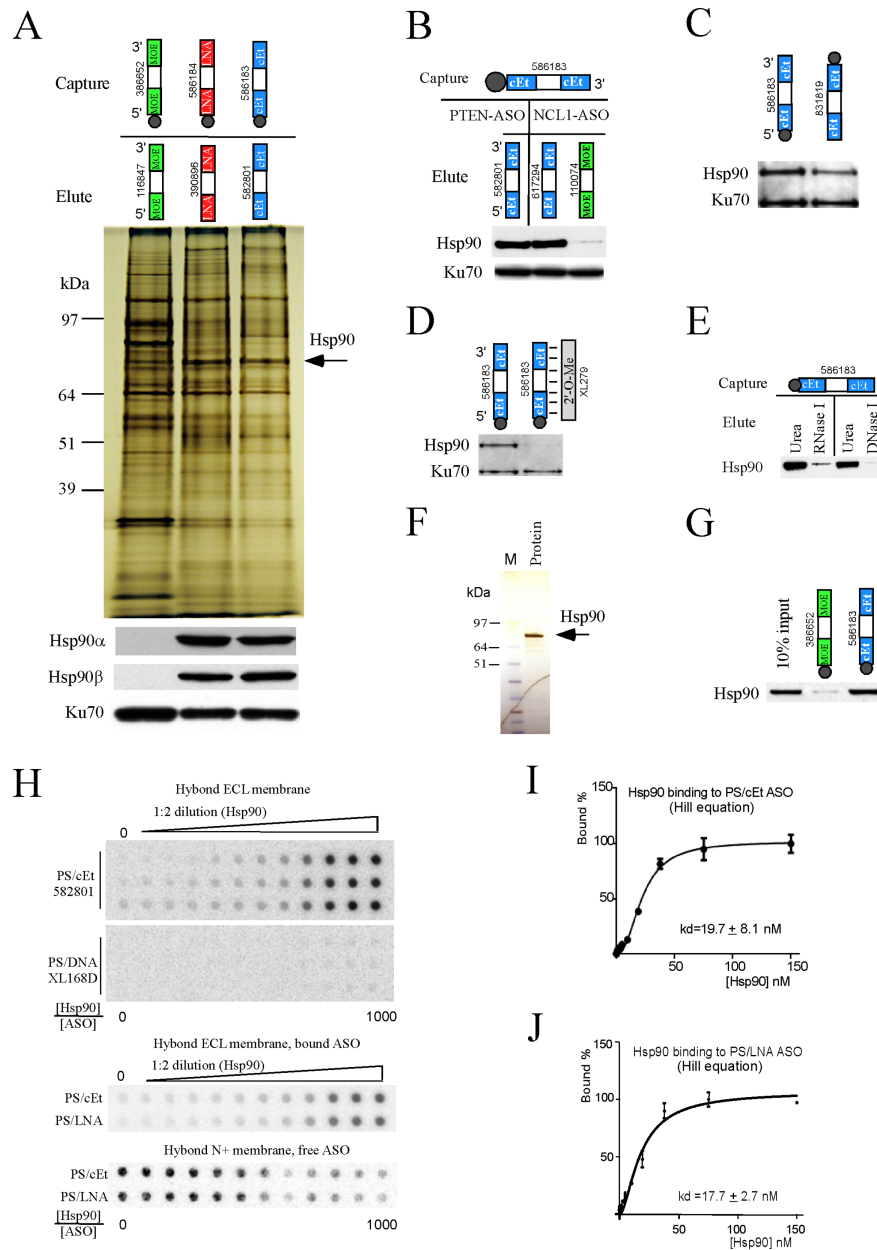 A
Capture
3'
5'
386652
MOE
MOE
586184
LNA
LNA
586183
cEt
cEt
Elute
3'
5'
116847
MOE
MOE
390896
LNA
LNA
582801
cEt
cEt
kDa
97
64
51
39
Hsp90
Hsp90α
Hsp90β
Ku70
B
586183
Capture
cEt
cEt
3'
PTEN-ASO
NCL1-ASO
Elute
3'
5'
582801
cEt
cEt
617294
cEt
cEt
110074
MOE
MOE
Hsp90
Ku70
C
3'
5'
586183
cEt
cEt
831819
cEt
cEt
Hsp90
Ku70
D
3'
5'
586183
cEt
cEt
586183
cEt
cEt
2'-O-Me
XL279
Hsp90
Ku70
E
586183
Capture
cEt
cEt
Elute
Urea
RNase I
Urea
DNase I
Hsp90
F
M
Protein
kDa
97
64
51
Hsp90
G
10% input
386652
MOE
MOE
586183
cEt
cEt
Hsp90
H
Hybond ECL membrane
1:2 dilution (Hsp90)
0
PS/cEt
582801
PS/DNA
XL168D
[Hsp90]
[ASO]
0
1000
Hybond ECL membrane, bound ASO
1:2 dilution (Hsp90)
0
PS/cEt
PS/LNA
Hybond N+ membrane, free ASO
PS/cEt
PS/LNA
[Hsp90]
[ASO]
0
1000
I
Bound %
150
100
50
Hsp90 binding to PS/cEt ASO
(Hill equation)
kd=19.7 ± 8.1 nM
50
100
150
[Hsp90] nM
J
Bound %
150
100
50
Hsp90 binding to PS/LNA ASO
(Hill equation)
kd =17.7 ± 2.7 nM
50
100
150
[Hsp90] nM